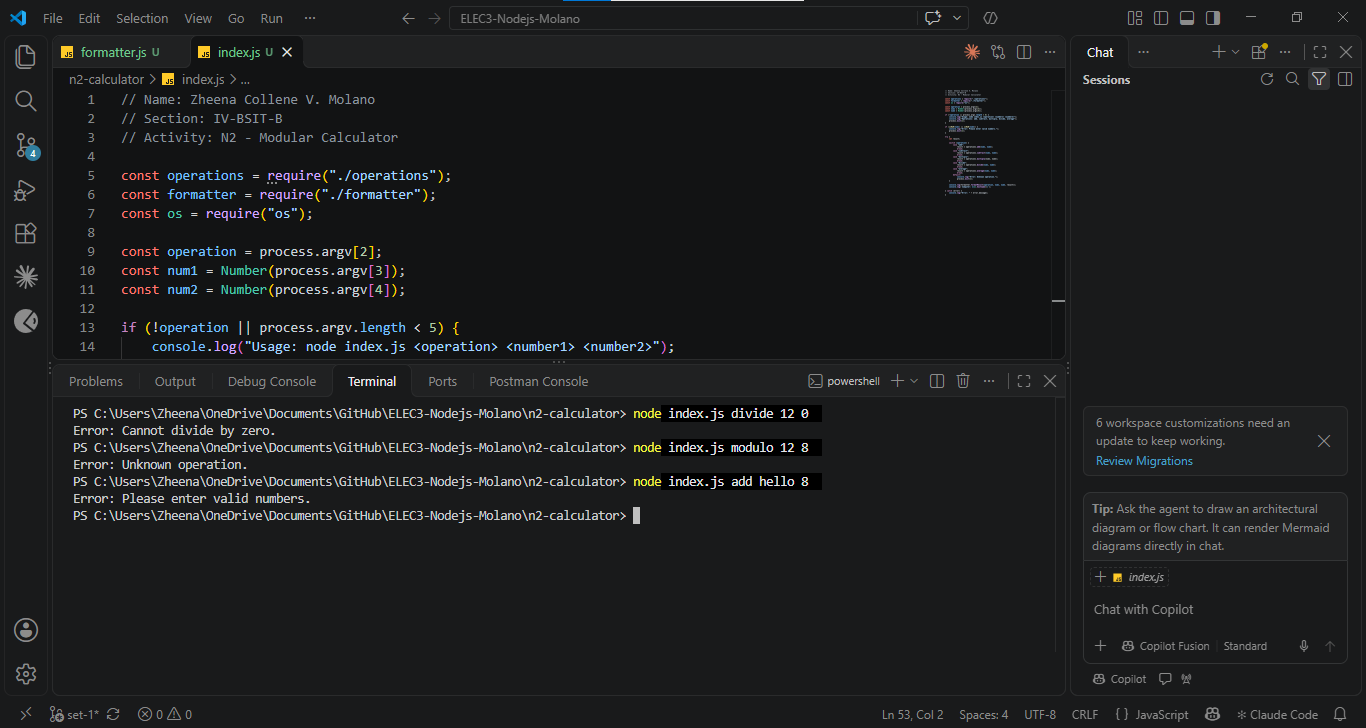 File Edit Selection View Go Run ··· ELEC3-Nodejs-Molano
JS formatter.js U JS index.js U
n2-calculator > JS index.js > ...
1 // Name: Zheena Collene V. Molano
2 // Section: IV-BSIT-B
3 // Activity: N2 - Modular Calculator
4
5 const operations = require("./operations");
6 const formatter = require("./formatter");
7 const os = require("os");
8
9 const operation = process.argv[2];
10 const num1 = Number(process.argv[3]);
11 const num2 = Number(process.argv[4]);
12
13 if (!operation || process.argv.length < 5) {
14 console.log("Usage: node index.js <operation> <number1> <number2>");
Problems Output Debug Console Terminal Ports Postman Console powershell
PS C:\Users\Zheena\OneDrive\Documents\GitHub\ELEC3-Nodejs-Molano\n2-calculator> node index.js divide 12 0
Error: Cannot divide by zero.
PS C:\Users\Zheena\OneDrive\Documents\GitHub\ELEC3-Nodejs-Molano\n2-calculator> node index.js modulo 12 8
Error: Unknown operation.
PS C:\Users\Zheena\OneDrive\Documents\GitHub\ELEC3-Nodejs-Molano\n2-calculator> node index.js add hello 8
Error: Please enter valid numbers.
PS C:\Users\Zheena\OneDrive\Documents\GitHub\ELEC3-Nodejs-Molano\n2-calculator>
4
Chat
Sessions
6 workspace customizations need an
update to keep working.
Review Migrations
Tip: Ask the agent to draw an architectural
diagram or flow chart. It can render Mermaid
diagrams directly in chat.
JS index.js
Chat with Copilot
Copilot Fusion Standard
Copilot
set-1* 0 0 Ln 53, Col 2 Spaces: 4 UTF-8 CRLF {} JavaScript Claude Code